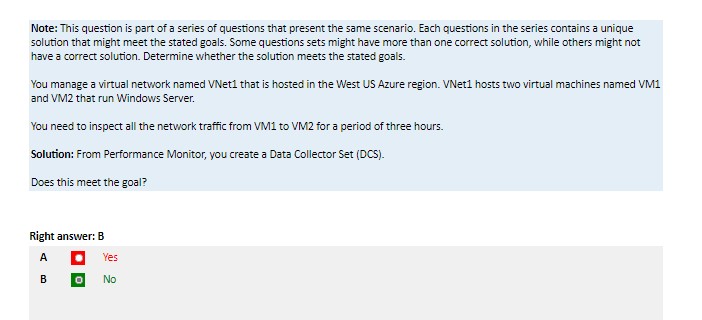 Note: This question is part of a series of questions that present the same scenario. Each questions in the series contains a unique
solution that might meet the stated goals. Some questions sets might have more than one correct solution, while others might not
have a correct solution. Determine whether the solution meets the stated goals.
You manage a virtual network named VNet1 that is hosted in the West US Azure region. VNet1 hosts two virtual machines named VM1
and VM2 that run Windows Server.
You need to inspect all the network traffic from VM1 to VM2 for a period of three hours.
Solution: From Performance Monitor, you create a Data Collector Set (DCS).
Does this meet the goal?
Right answer: B
A Yes
B No